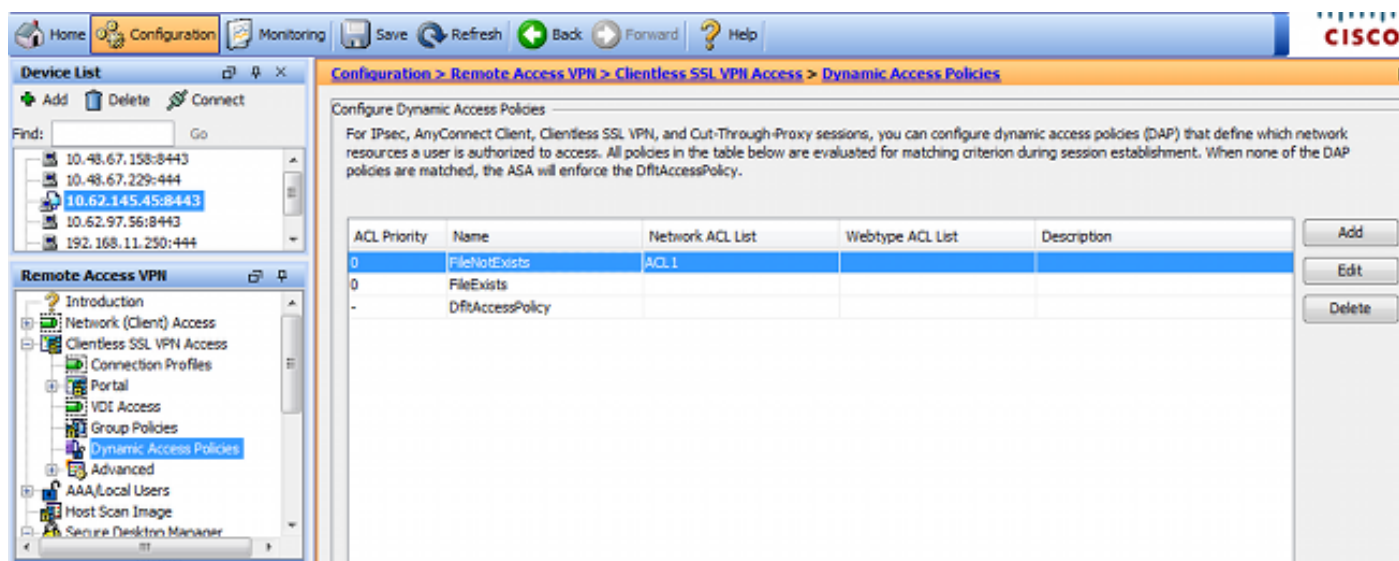 Home Configuration Monitoring Save Refresh Back Forward Help
CISCO
Device List
Add Delete Connect
Find: Go
10.48.67.158:8443
10.48.67.229:444
10.62.145.45:8443
10.62.97.56:8443
192.168.11.250:444
Remote Access VPN
Introduction
Network (Client) Access
Clientless SSL VPN Access
Connection Profiles
Portal
VDI Access
Group Policies
Dynamic Access Policies
Advanced
AAA/Local Users
Host Scan Image
Secure Desktop Manager
Configuration > Remote Access VPN > Clientless SSL VPN Access > Dynamic Access Policies
Configure Dynamic Access Policies
For IPsec, AnyConnect Client, Clientless SSL VPN, and Cut-Through-Proxy sessions, you can configure dynamic access policies (DAP) that define which network
resources a user is authorized to access. All policies in the table below are evaluated for matching criterion during session establishment. When none of the DAP
policies are matched, the ASA will enforce the DfltAccessPolicy.
ACL Priority Name Network ACL List Webtype ACL List Description
0 FileNotExists ACL1
0 FileExists
- DfltAccessPolicy
Add
Edit
Delete